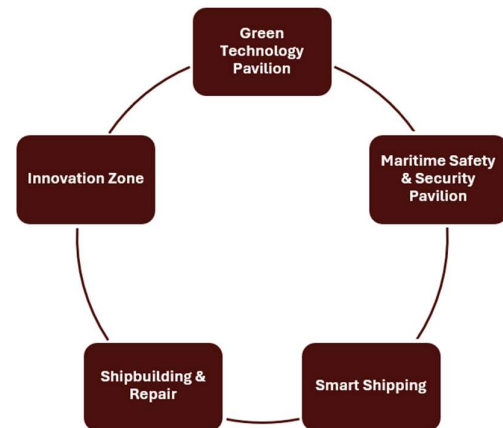 Green
Technology
Pavilion
Maritime Safety
& Security
Pavilion
Smart Shipping
Shipbuilding &
Repair
Innovation Zone